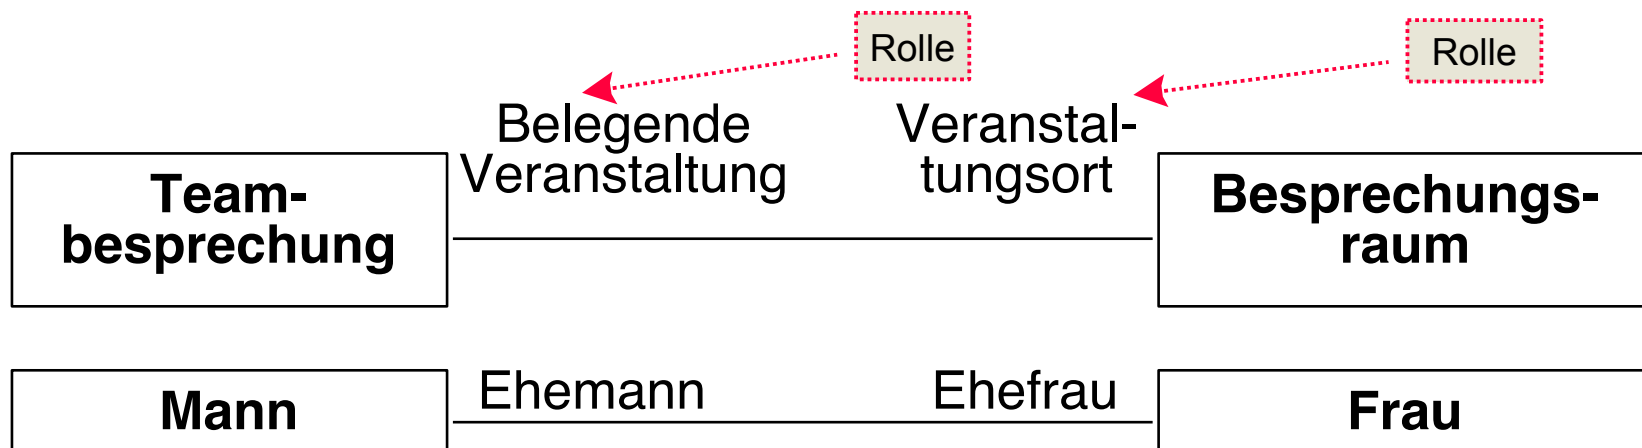 Rolle
Rolle
Belegende
Veranstaltung
Veranstal-
tungsort
Team-
besprechung
Besprechungs-
raum
Mann
Ehemann
Ehefrau
Frau